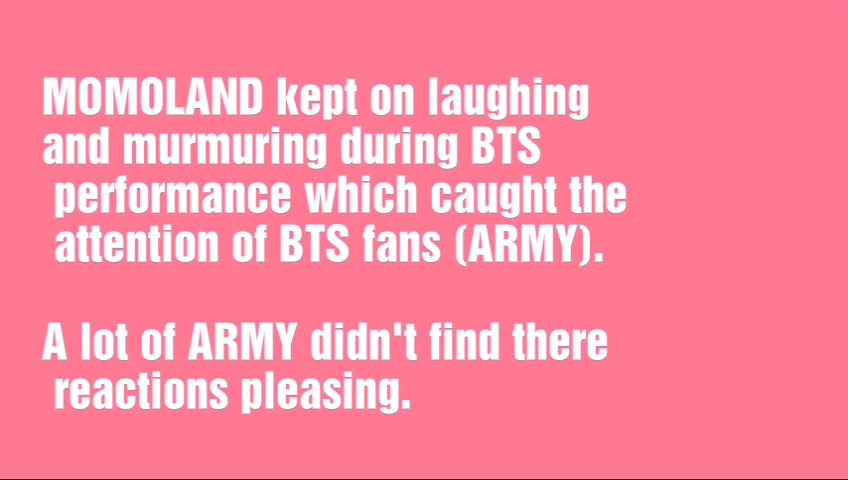 MOMOLAND kept on laughing
and murmuring during BTS
performance which caught the
attention of BTS fans (ARMY).
A lot of ARMY didn't find there
reactions pleasing.